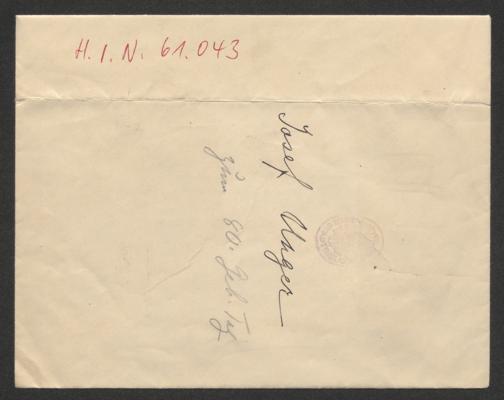 H.I.N. 61.043
Josef Unger
zum 80. Geb. Tag